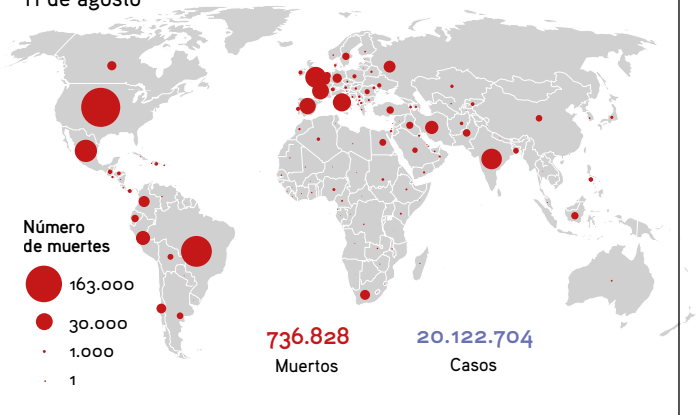 11 de agosto
Número
de muertes
163.000
30.000
1.000
1
736.828
Muertos
20.122.704
Casos